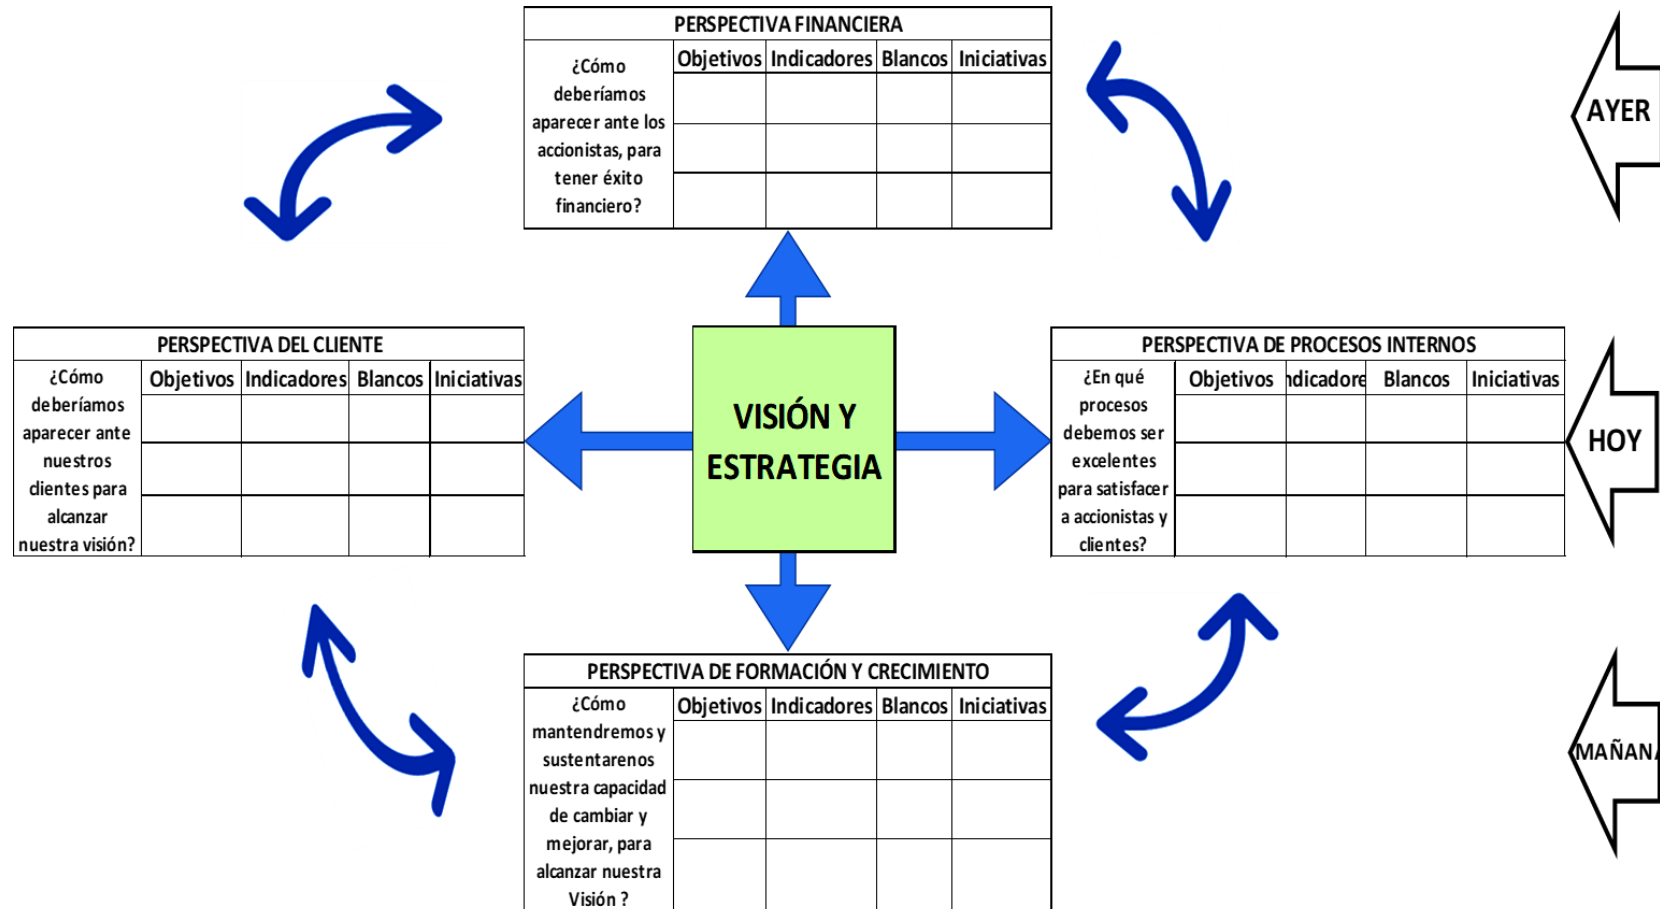 PERSPECTIVA FINANCIERA
Objetivos Indicadores Blancos Iniciativas
¿Cómo
deberíamos
aparecer ante los
accionistas, para
tener éxito
financiero?
AYER
PERSPECTIVA DEL CLIENTE
Objetivos Indicadores Blancos Iniciativas
¿Cómo
deberíamos
aparecer ante
nuestros
clientes para
alcanzar
nuestra visión?
VISIÓN Y
ESTRATEGIA
PERSPECTIVA DE PROCESOS INTERNOS
Objetivos ndicadore Blancos Iniciativas
¿En qué
procesos
debemos ser
excelentes
para satisfacer
a accionistas y
clientes?
HOY
PERSPECTIVA DE FORMACIÓN Y CRECIMIENTO
Objetivos Indicadores Blancos Iniciativas
¿Cómo
mantendremos y
sustentarenos
nuestra capacidad
de cambiar y
mejorar, para
alcanzar nuestra
Visión ?
MAÑANA